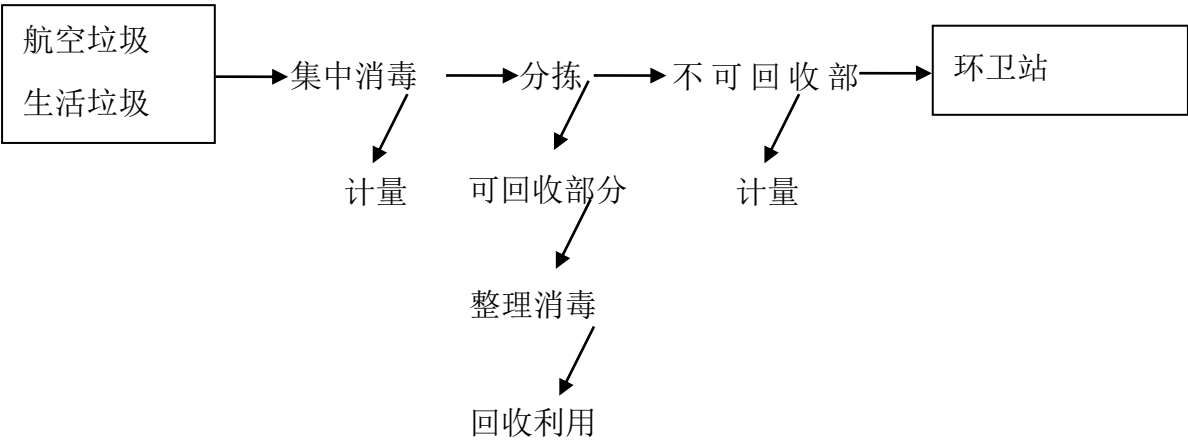 航空垃圾
生活垃圾
集中消毒
分拣
不可回收部
环卫站
计量
可回收部分
计量
整理消毒
回收利用